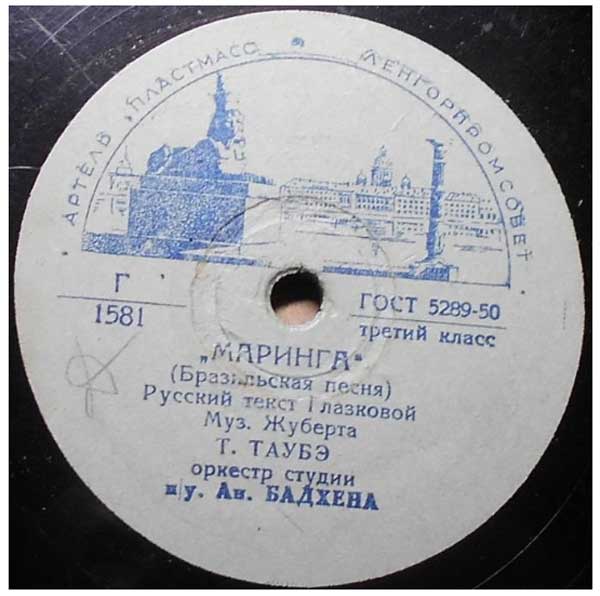 АРТЕЛЬ „ПЛАСТМАСС“ • ЛЕНГОРПРОМСОВЕТ
Г
1581
ГОСТ 5289-50
третий класс
„МАРИНГА“
(Бразильская песня)
Русский текст Глазковой
Муз. Жуберта
Т. ТАУБЭ
оркестр студии
п/у. Ан. БАДХЕНА